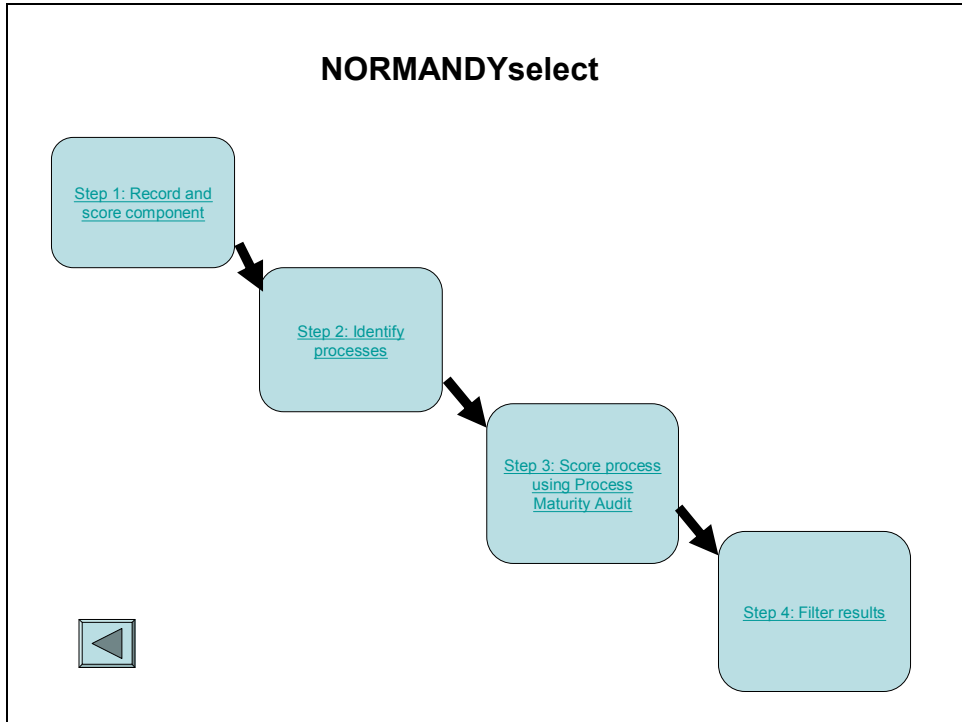 NORMANDYselect
Step 1: Record and
score component
Step 2: Identify
processes
Step 3: Score process
using Process
Maturity Audit
Step 4: Filter results